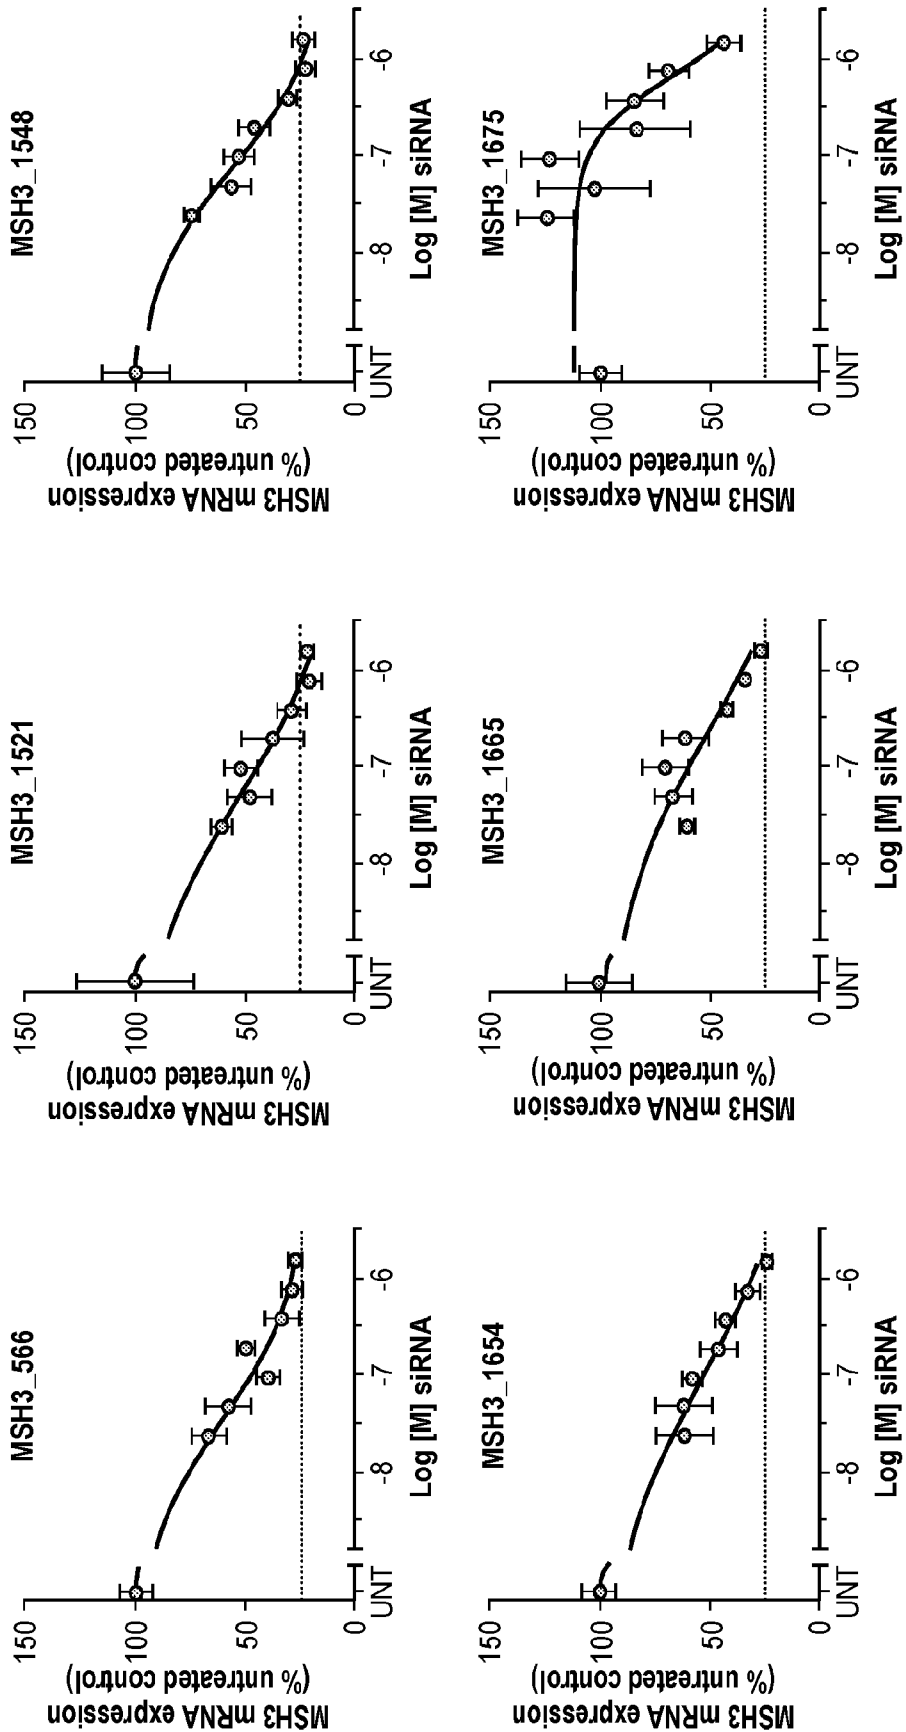 MSH3_566
MSH3 mRNA expression
(% untreated control)
150
100
50
0
UNT
-8
-7
-6
Log [M] siRNA
MSH3_1521
MSH3 mRNA expression
(% untreated control)
150
100
50
0
UNT
-8
-7
-6
Log [M] siRNA
MSH3_1548
MSH3 mRNA expression
(% untreated control)
150
100
50
0
UNT
-8
-7
-6
Log [M] siRNA
MSH3_1654
MSH3 mRNA expression
(% untreated control)
150
100
50
0
UNT
-8
-7
-6
Log [M] siRNA
MSH3_1665
MSH3 mRNA expression
(% untreated control)
150
100
50
0
UNT
-8
-7
-6
Log [M] siRNA
MSH3_1675
MSH3 mRNA expression
(% untreated control)
150
100
50
0
UNT
-8
-7
-6
Log [M] siRNA